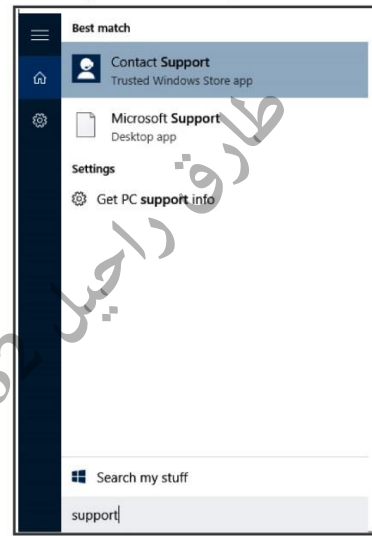 Best match
Contact Support
Trusted Windows Store app
Microsoft Support
Desktop app
Settings
Get PC support info
Search my stuff
support
طارق راحيل